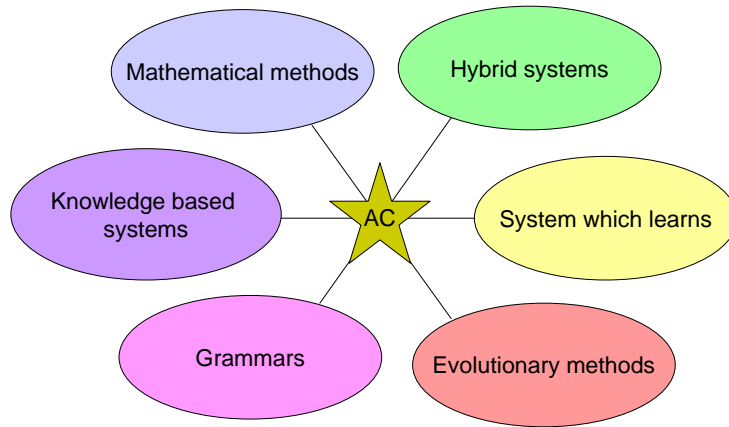 Mathematical methods
Hybrid systems
Knowledge based
systems
AC
System which learns
Grammars
Evolutionary methods